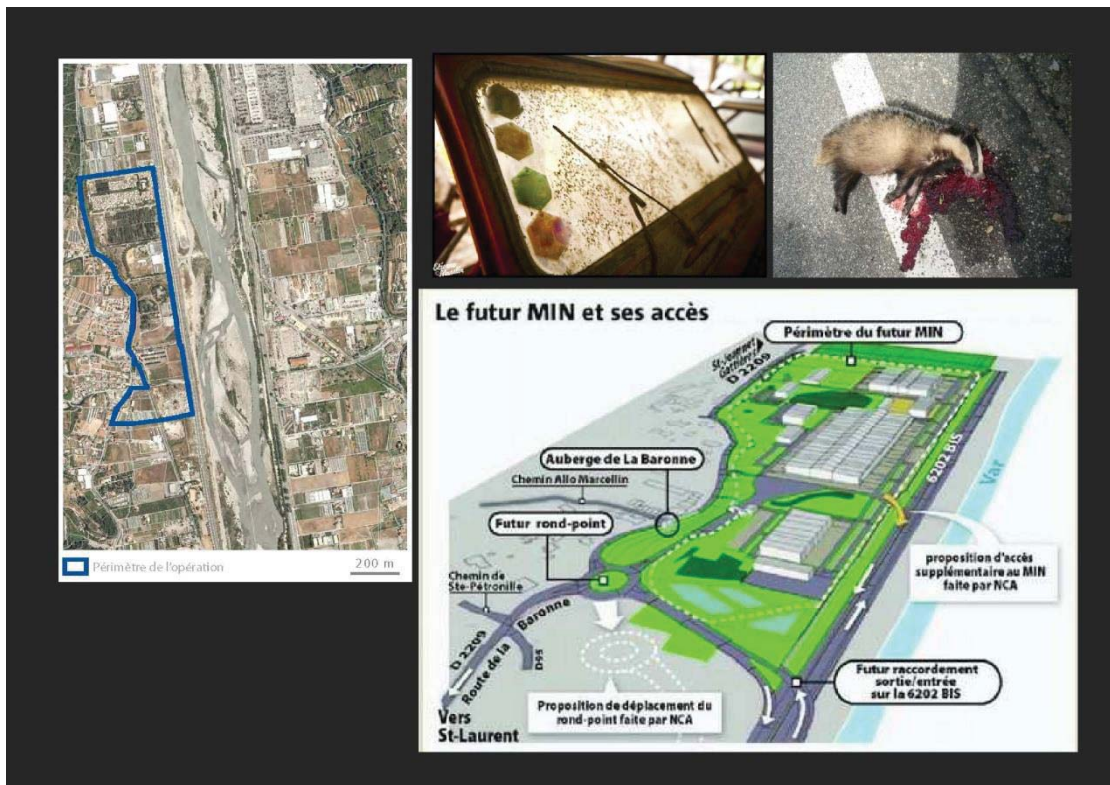 Périmètre de l'opération
200 m
Le futur MIN et ses accès
Périmètre du futur MIN
St-Jeannet
Gattières
D 2209
6202 BIS
Var
Auberge de La Baronne
Chemin Allo Marcellin
Futur rond-point
proposition d'accès
supplémentaire au MIN
faite par NCA
Chemin de
Ste-Pétronille
D 2209
Route de la Baronne
D95
Futur raccordement
sortie/entrée
sur la 6202 BIS
Proposition de déplacement du
rond-point faite par NCA
Vers
St-Laurent